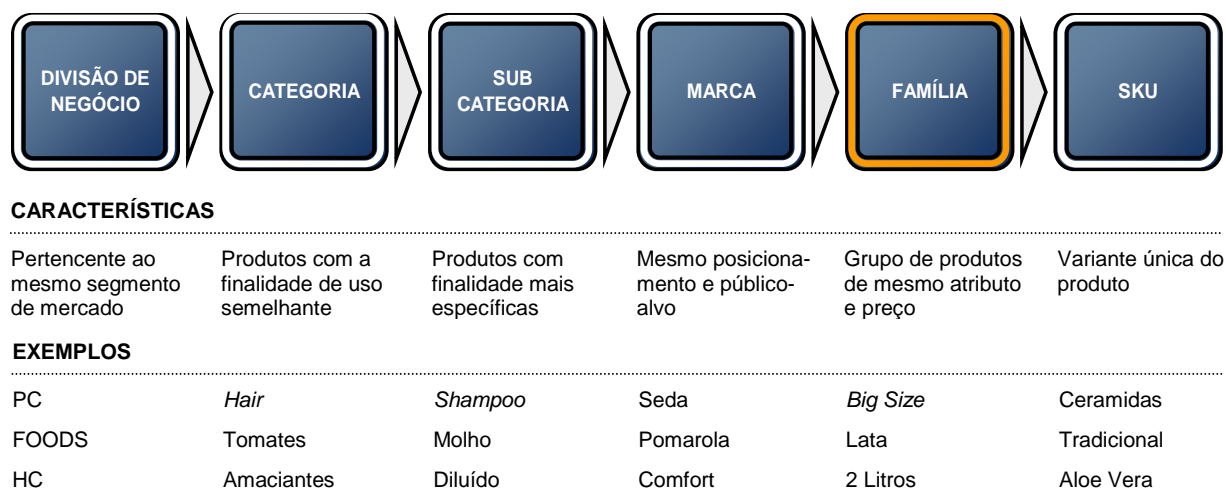 DIVISÃO DE
NEGÓCIO
CATEGORIA
SUB
CATEGORIA
MARCA
FAMÍLIA
SKU
CARACTERÍSTICAS
Pertencente ao
mesmo segmento
de mercado
Produtos com a
finalidade de uso
semelhante
Produtos com
finalidade mais
específicas
Mesmo posiciona-
mento e público-
alvo
Grupo de produtos
de mesmo atributo
e preço
Variante única do
produto
EXEMPLOS
PC Hair Shampoo Seda Big Size Ceramidas
FOODS Tomates Molho Pomarola Lata Tradicional
HC Amaciantes Diluído Comfort 2 Litros Aloe Vera